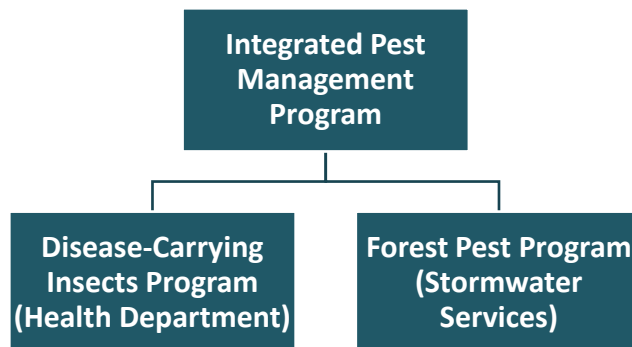 Integrated Pest
Management
Program
Disease-Carrying
Insects Program
(Health Department)
Forest Pest Program
(Stormwater
Services)